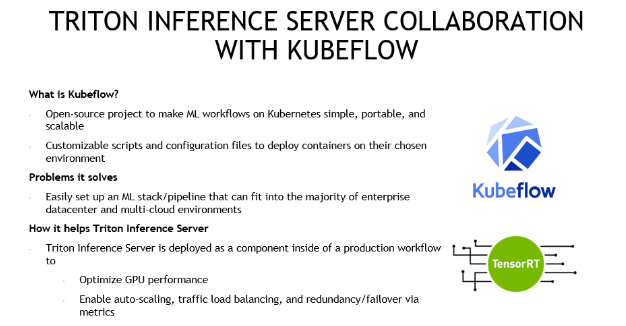 TRITON INFERENCE SERVER COLLABORATION
WITH KUBEFLOW
What is Kubeflow?
Open-source project to make ML workflows on Kubernetes simple, portable, and
scalable
Customizable scripts and configuration files to deploy containers on their chosen
environment
Problems it solves
Easily set up an ML stack/pipeline that can fit into the majority of enterprise
datacenter and multi-cloud environments
How it helps Triton Inference Server
Triton Inference Server is deployed as a component inside of a production workflow
to
Optimize GPU performance
Enable auto-scaling, traffic load balancing, and redundancy/failover via
metrics
Kubeflow
TensorRT